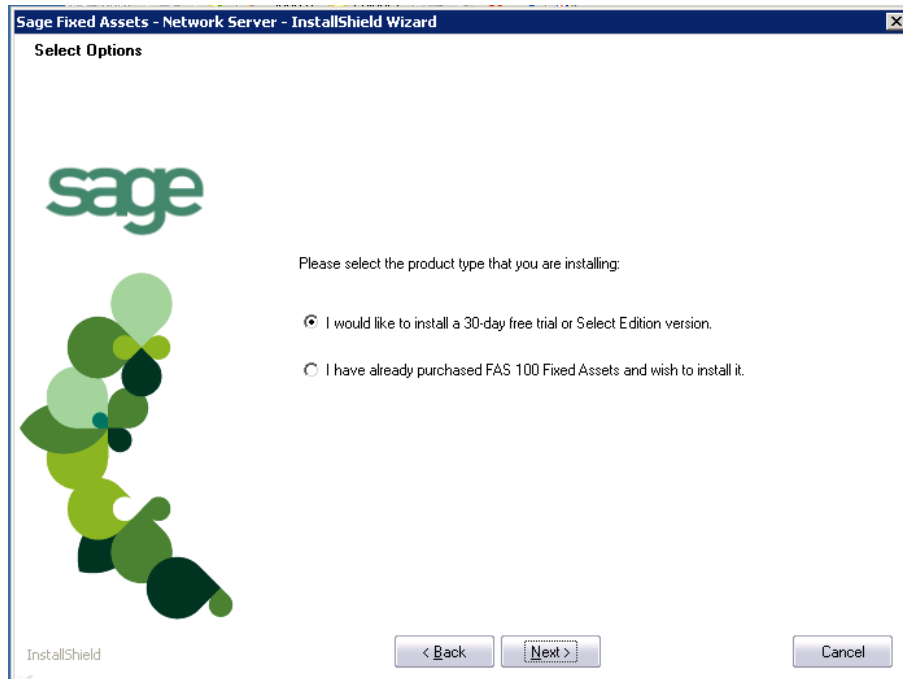 Sage Fixed Assets - Network Server - InstallShield Wizard
Select Options
sage
Please select the product type that you are installing:
I would like to install a 30-day free trial or Select Edition version.
I have already purchased FAS 100 Fixed Assets and wish to install it.
InstallShield
< Back
Next >
Cancel